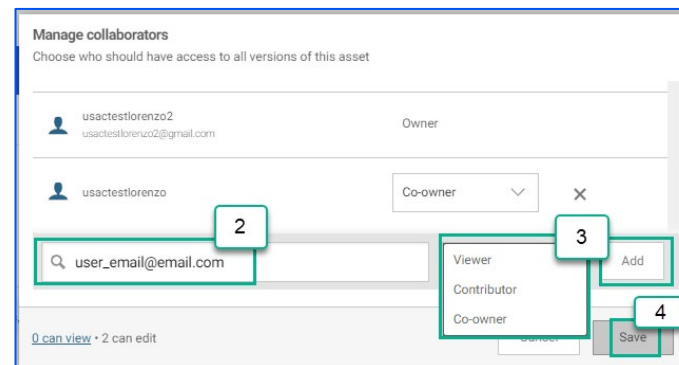 Manage collaborators
Choose who should have access to all versions of this asset
usactestlorenzo2
usactestlorenzo2@gmail.com
Owner
usactestlorenzo
Co-owner
2
3
user_email@email.com
Viewer
Contributor
Co-owner
Add
4
0 can view • 2 can edit
Cancel
Save